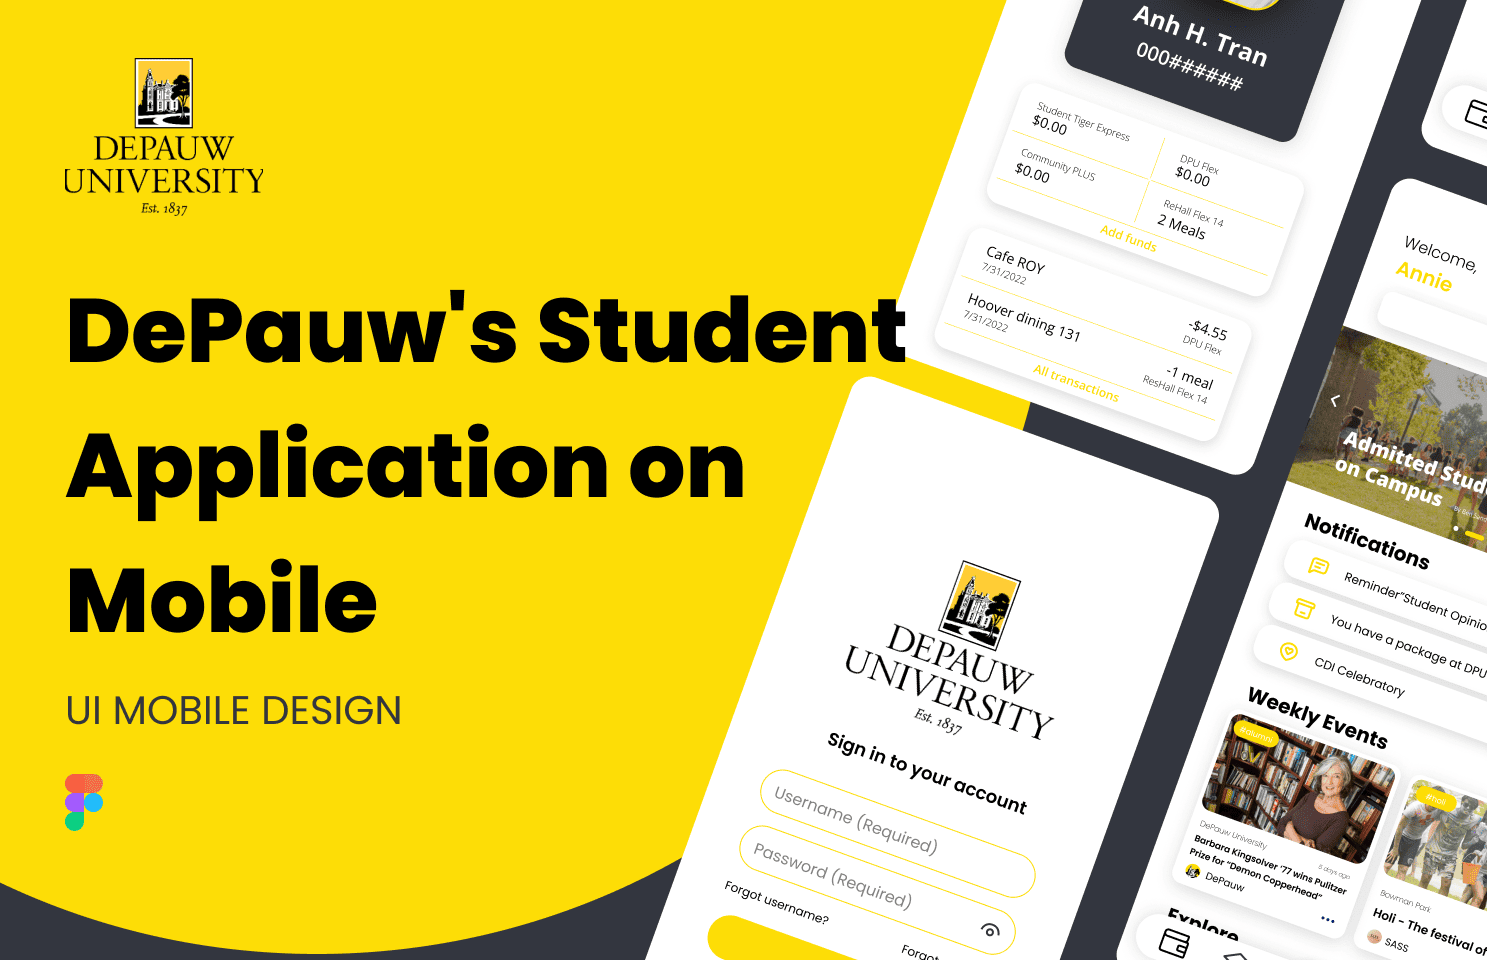 DEPAUW
UNIVERSITY
Est. 1837
DePauw's Student
Application on
Mobile
UI MOBILE DESIGN
Anh H. Tran
000######
Student Tiger Express
$0.00
DPU Flex
$0.00
Community PLUS
$0.00
ReHall Flex 14
2 Meals
Add funds
Cafe ROY
7/31/2022
-$4.55
DPU Flex
Hoover dining 131
7/31/2022
-1 meal
ResHall Flex 14
All transactions
DEPAUW
UNIVERSITY
Est. 1837
Sign in to your account
Username (Required)
Password (Required)
Forgot username?
Forgot
Welcome,
Annie
Admitted Stud
on Campus
Notifications
Reminder"Student Opinio
You have a package at DPU
CDI Celebratory
Weekly Events
#alumni
DePauw University
8 days ago
Barbara Kingsolver '77 wins Pulitzer
Prize for "Demon Copperhead"
DePauw
#holi
Bowman Park
Holi - The festival of
SASS
Explore